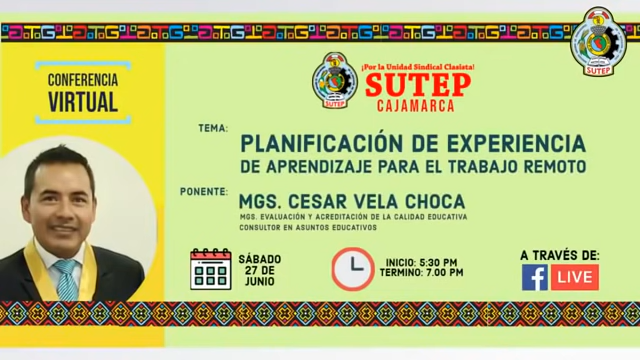 CONFERENCIA
VIRTUAL
¡Por la Unidad Sindical Clasista!
SUTEP
CAJAMARCA
SUTEP
SUTEP
TEMA:
PLANIFICACIÓN DE EXPERIENCIA
DE APRENDIZAJE PARA EL TRABAJO REMOTO
PONENTE:
MGS. CESAR VELA CHOCA
MGS. EVALUACIÓN Y ACREDITACIÓN DE LA CALIDAD EDUCATIVA
CONSULTOR EN ASUNTOS EDUCATIVOS
SÁBADO
27 DE
JUNIO
INICIO: 5:30 PM
TERMINO: 7.00 PM
A TRAVÉS DE:
f LIVE